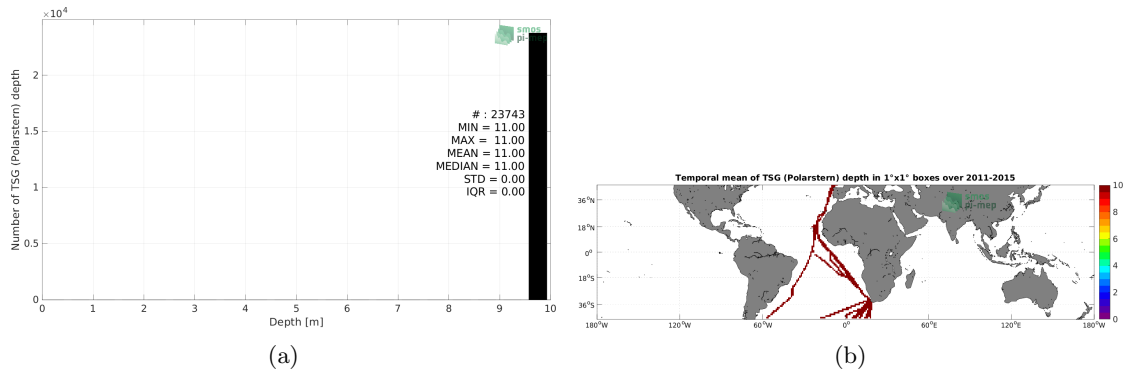 ×10⁴
smos
pi-mep
2
1.5
1
0.5
0
Number of TSG (Polarstern) depth
# : 23743
MIN = 11.00
MAX = 11.00
MEAN = 11.00
MEDIAN = 11.00
STD = 0.00
IQR = 0.00
0 1 2 3 4 5 6 7 8 9 10
Depth [m]
(a)
Temporal mean of TSG (Polarstern) depth in 1°x1° boxes over 2011-2015
smos
pi-mep
36°N
18°N
0°
18°S
36°S
180°W 120°W 60°W 0°E 60°E 120°E 180°W
10
8
6
4
2
0
(b)